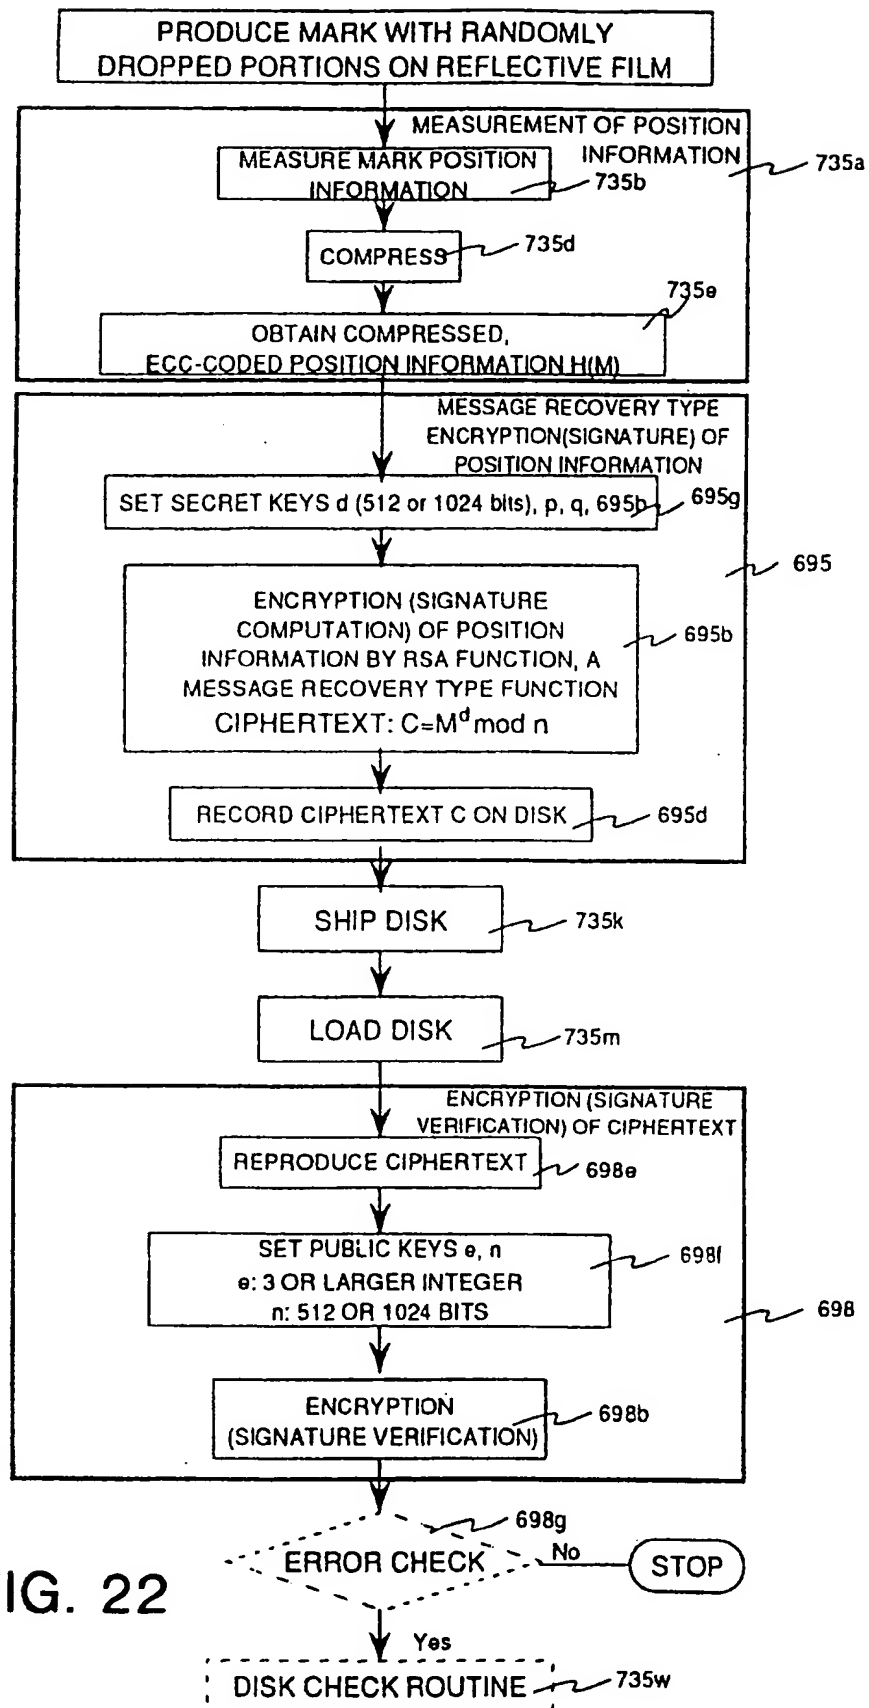 PRODUCE MARK WITH RANDOMLY
DROPPED PORTIONS ON REFLECTIVE FILM
MEASUREMENT OF POSITION
INFORMATION
735a
MEASURE MARK POSITION
INFORMATION
735b
COMPRESS
735d
735e
OBTAIN COMPRESSED,
ECC-CODED POSITION INFORMATION H(M)
MESSAGE RECOVERY TYPE
ENCRYPTION(SIGNATURE) OF
POSITION INFORMATION
SET SECRET KEYS d (512 or 1024 bits), p, q, 695b
695g
695
ENCRYPTION (SIGNATURE
COMPUTATION) OF POSITION
INFORMATION BY RSA FUNCTION, A
MESSAGE RECOVERY TYPE FUNCTION
CIPHERTEXT: C=M^d mod n
695b
RECORD CIPHERTEXT C ON DISK
695d
SHIP DISK
735k
LOAD DISK
735m
ENCRYPTION (SIGNATURE
VERIFICATION) OF CIPHERTEXT
REPRODUCE CIPHERTEXT
698e
SET PUBLIC KEYS e, n
e: 3 OR LARGER INTEGER
n: 512 OR 1024 BITS
698f
698
ENCRYPTION
(SIGNATURE VERIFICATION)
698b
698g
ERROR CHECK
No
STOP
IG. 22
Yes
DISK CHECK ROUTINE
735w